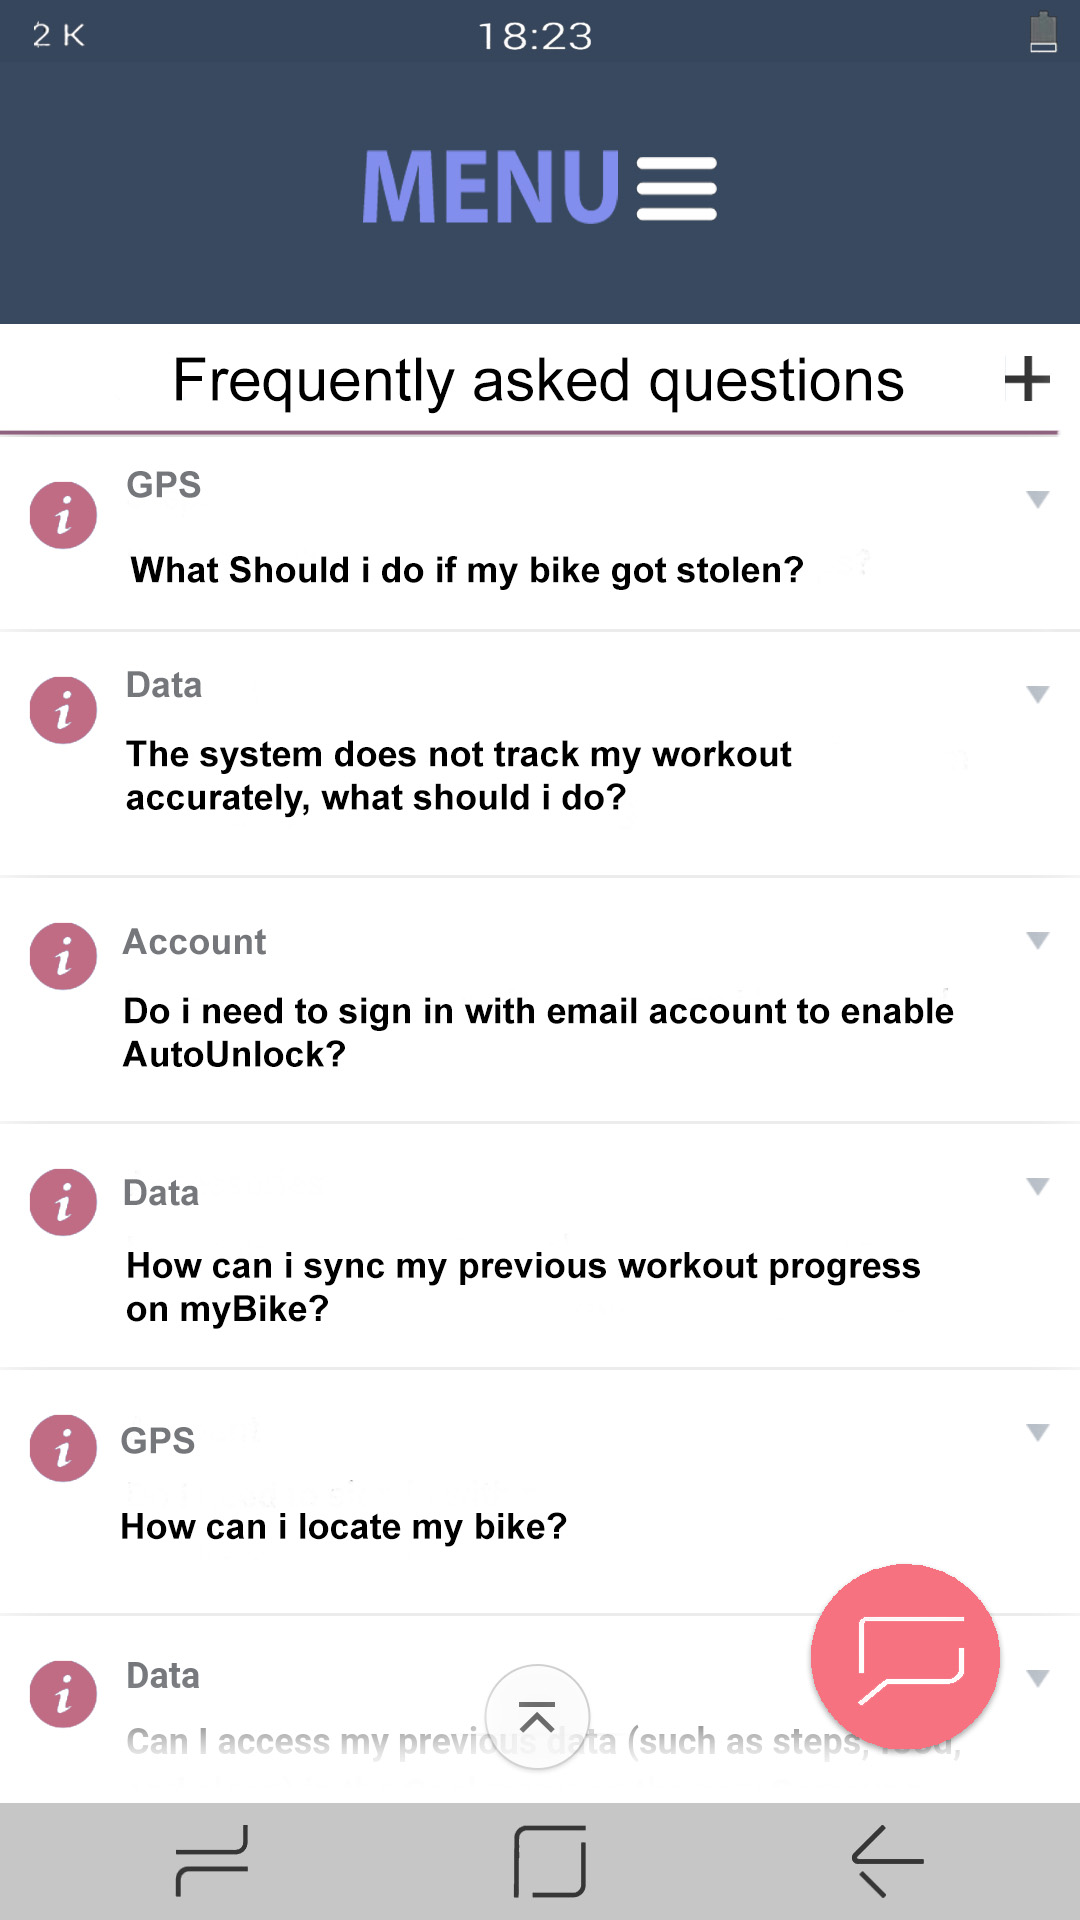 2 K 18:23
MENU
Frequently asked questions
GPS
What Should i do if my bike got stolen?
Data
The system does not track my workout
accurately, what should i do?
Account
Do i need to sign in with email account to enable
AutoUnlock?
Data
How can i sync my previous workout progress
on myBike?
GPS
How can i locate my bike?
Data
Can I access my previous data (such as steps,